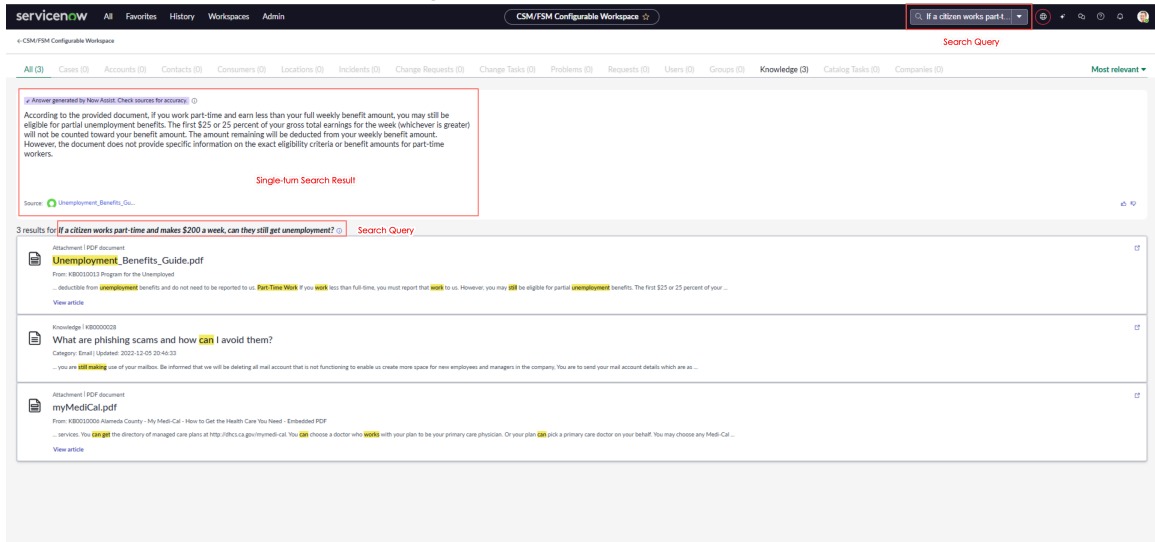 servicenow All Favorites History Workspaces Admin CSM/FSM Configurable Workspace ☆ If a citizen works part-t...
CSM/FSM Configurable Workspace Search Query
All (3) Cases (0) Accounts (0) Contacts (0) Consumers (0) Locations (0) Incidents (0) Change Requests (0) Change Tasks (0) Problems (0) Requests (0) Users (0) Groups (0) Knowledge (3) Catalog Tasks (0) Companies (0) Most relevant
Answer generated by Now Assist. Check sources for accuracy.
According to the provided document, if you work part-time and earn less than your full weekly benefit amount, you may still be
eligible for partial unemployment benefits. The first $25 or 25 percent of your gross total earnings for the week (whichever is greater)
will not be counted toward your benefit amount. The amount remaining will be deducted from your weekly benefit amount.
However, the document does not provide specific information on the exact eligibility criteria or benefit amounts for part-time
workers.
Single-turn Search Result
Source: Unemployment_Benefits_Gu...
3 results for If a citizen works part-time and makes $200 a week, can they still get unemployment? Search Query
Attachment | PDF document
Unemployment_Benefits_Guide.pdf
From: KB0010013 Program for the Unemployed
... deductible from unemployment benefits and do not need to be reported to us. Part-Time Work If you work less than full-time, you must report that work to us. However, you may still be eligible for partial unemployment benefits. The first $25 or 25 percent of your ...
View article
Knowledge | KB0000028
What are phishing scams and how can I avoid them?
Category: Email | Updated: 2022-12-05 20:46:33
... you are still making use of your mailbox. Be informed that we will be deleting all mail account that is not functioning to enable us create more space for new employees and managers in the company, You are to send your mail account details which are as ...
Attachment | PDF document
myMediCal.pdf
From: KB0010006 Alameda County - My Medi-Cal - How to Get the Health Care You Need - Embedded PDF
... services. You can get the directory of managed care plans at http://dhcs.ca.gov/mymedi-cal. You can choose a doctor who works with your plan to be your primary care physician. Or your plan can pick a primary care doctor on your behalf. You may choose any Medi-Cal ...
View article